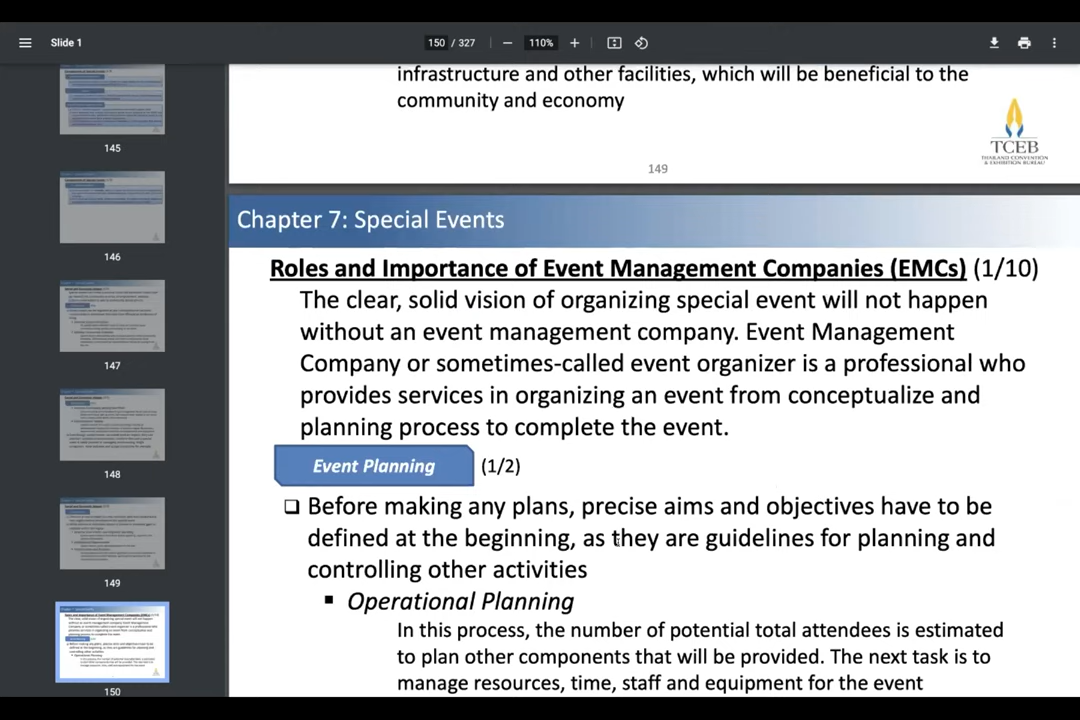 Slide 1
150 / 327
110%
145
146
147
148
149
150
infrastructure and other facilities, which will be beneficial to the
community and economy
TCEB
THAILAND CONVENTION
& EXHIBITION BUREAU
149
Chapter 7: Special Events
Roles and Importance of Event Management Companies (EMCs) (1/10)
The clear, solid vision of organizing special event will not happen
without an event management company. Event Management
Company or sometimes-called event organizer is a professional who
provides services in organizing an event from conceptualize and
planning process to complete the event.
Event Planning (1/2)
Before making any plans, precise aims and objectives have to be
defined at the beginning, as they are guidelines for planning and
controlling other activities
Operational Planning
In this process, the number of potential total attendees is estimated
to plan other components that will be provided. The next task is to
manage resources, time, staff and equipment for the event